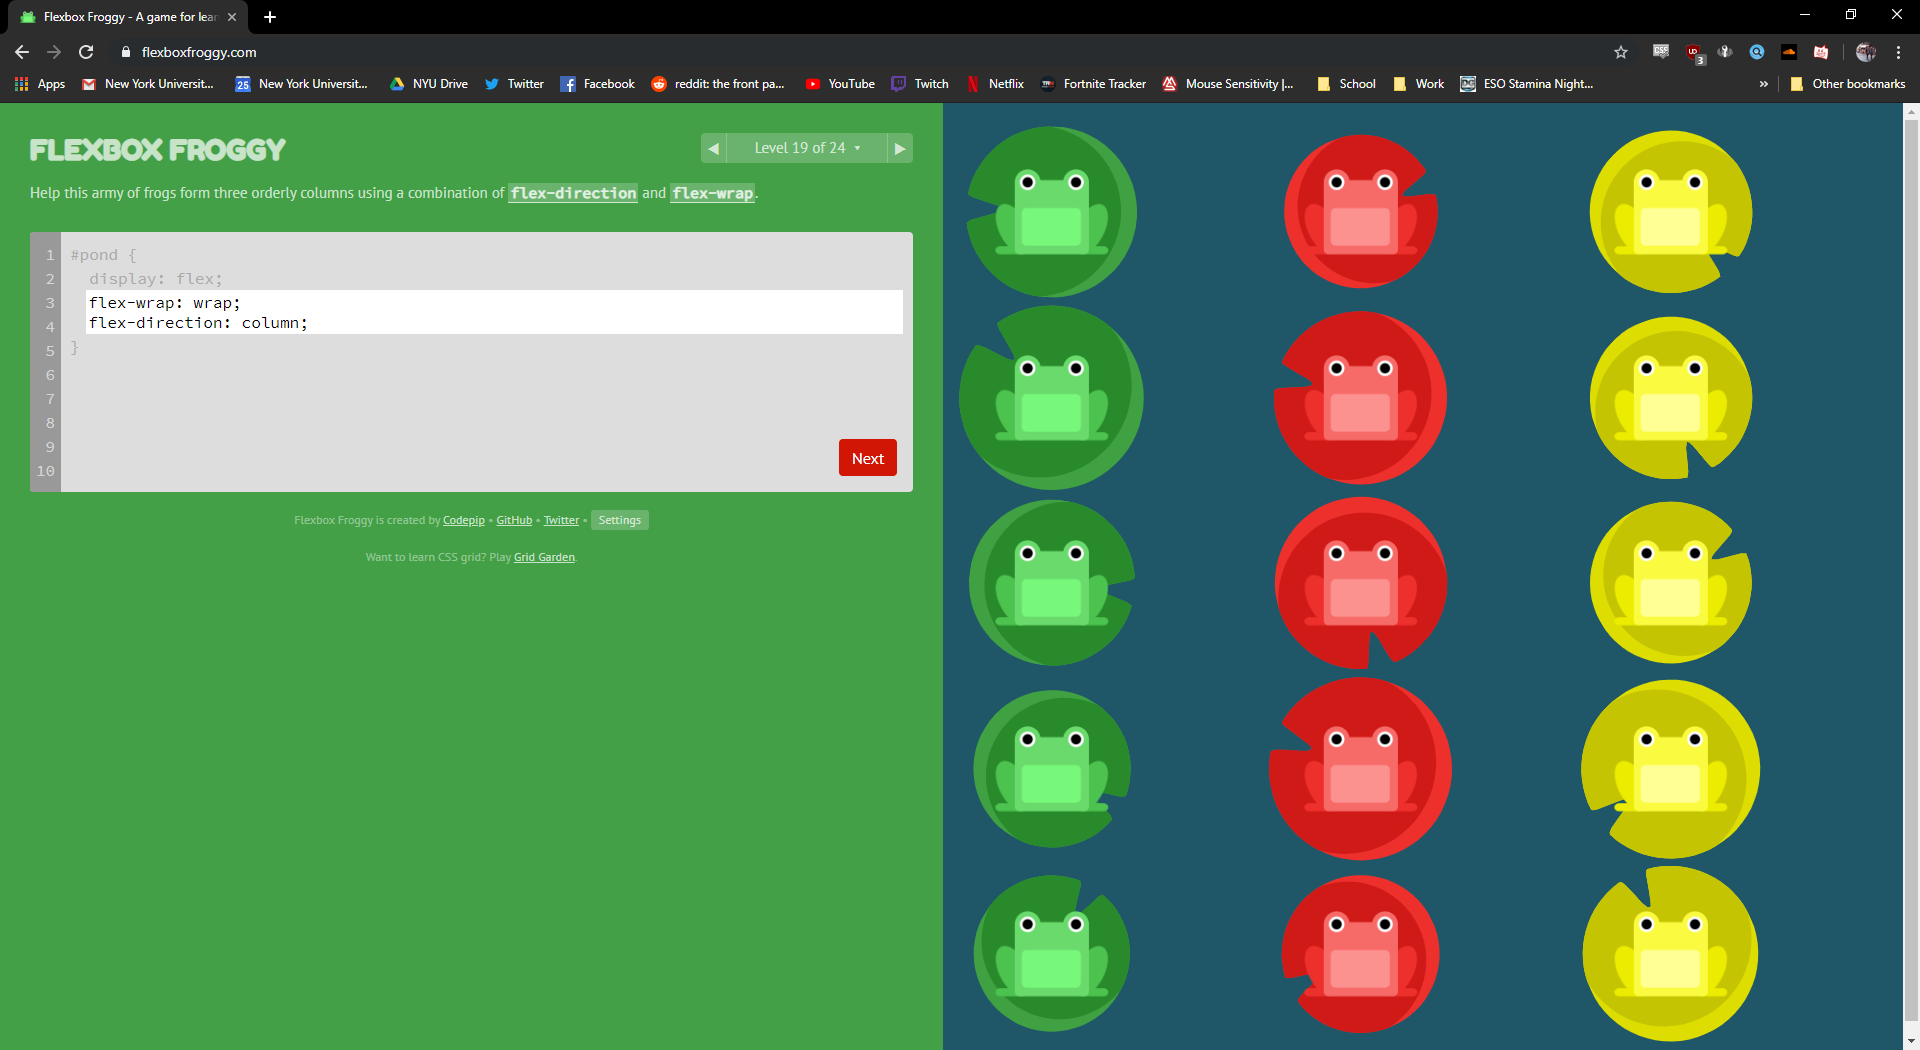 Flexbox Froggy - A game for lear
flexboxfroggy.com
CSS
UD
3
Apps
New York Universit...
25
New York Universit...
NYU Drive
Twitter
Facebook
reddit: the front pa...
YouTube
Twitch
Netflix
Fortnite Tracker
Mouse Sensitivity |...
School
Work
ESO Stamina Night...
»
Other bookmarks
FLEXBOX FROGGY
◀ Level 19 of 24 ▾ ▶
Help this army of frogs form three orderly columns using a combination of flex-direction and flex-wrap.
1 #pond {
2 display: flex;
3 flex-wrap: wrap;
4 flex-direction: column;
5 }
6
7
8
9
10
Next
Flexbox Froggy is created by Codepip • GitHub • Twitter • Settings
Want to learn CSS grid? Play Grid Garden.